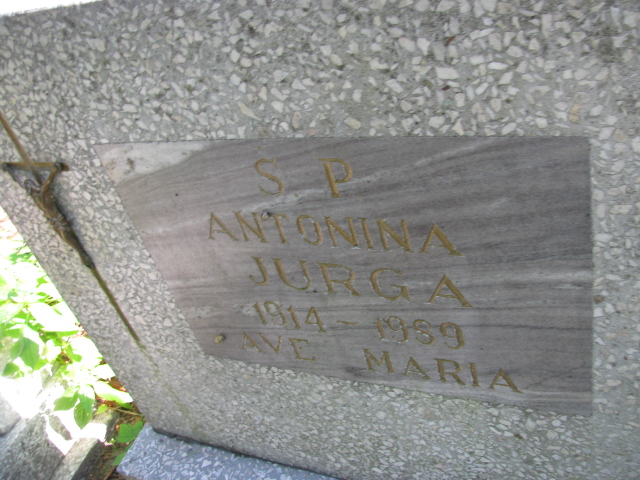 S P
ANTONINA
JURGA
1914-1989
AVE MARIA